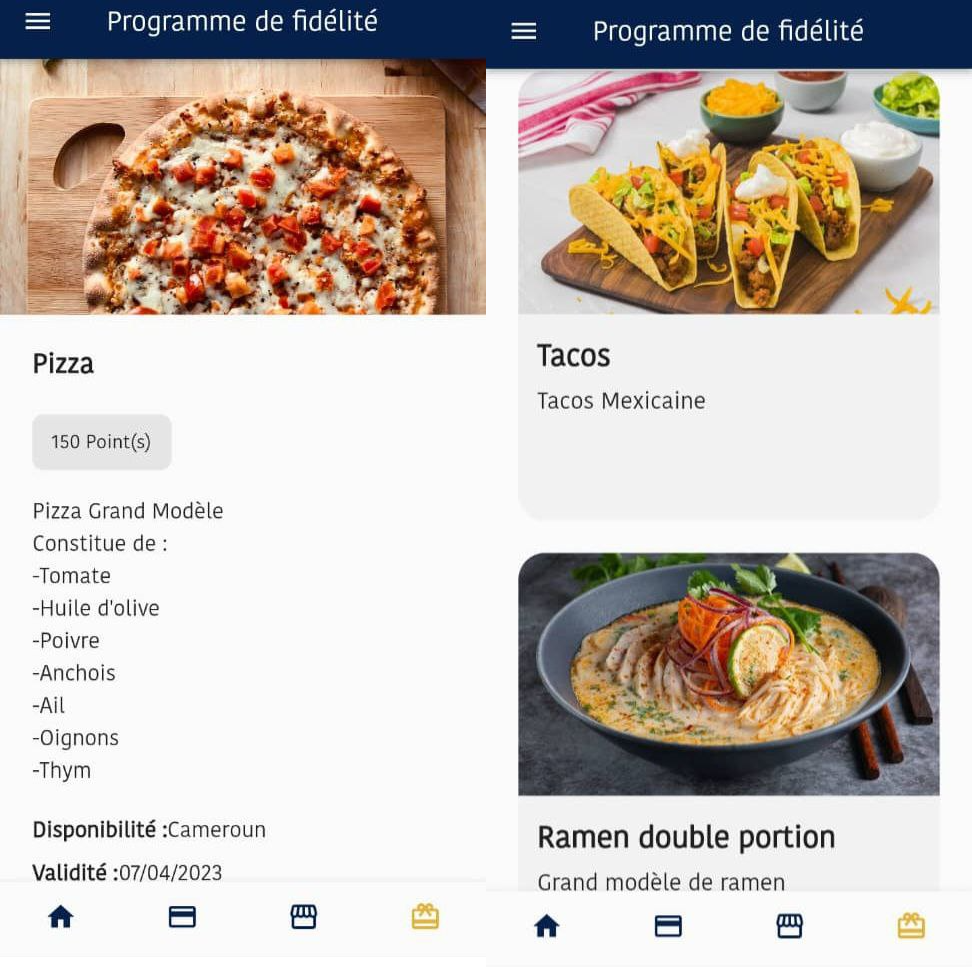 Programme de fidélité
Pizza
150 Point(s)
Pizza Grand Modèle
Constitue de :
-Tomate
-Huile d'olive
-Poivre
-Anchois
-Ail
-Oignons
-Thym
Disponibilité :Cameroun
Validité :07/04/2023
Programme de fidélité
Tacos
Tacos Mexicaine
Ramen double portion
Grand modèle de ramen